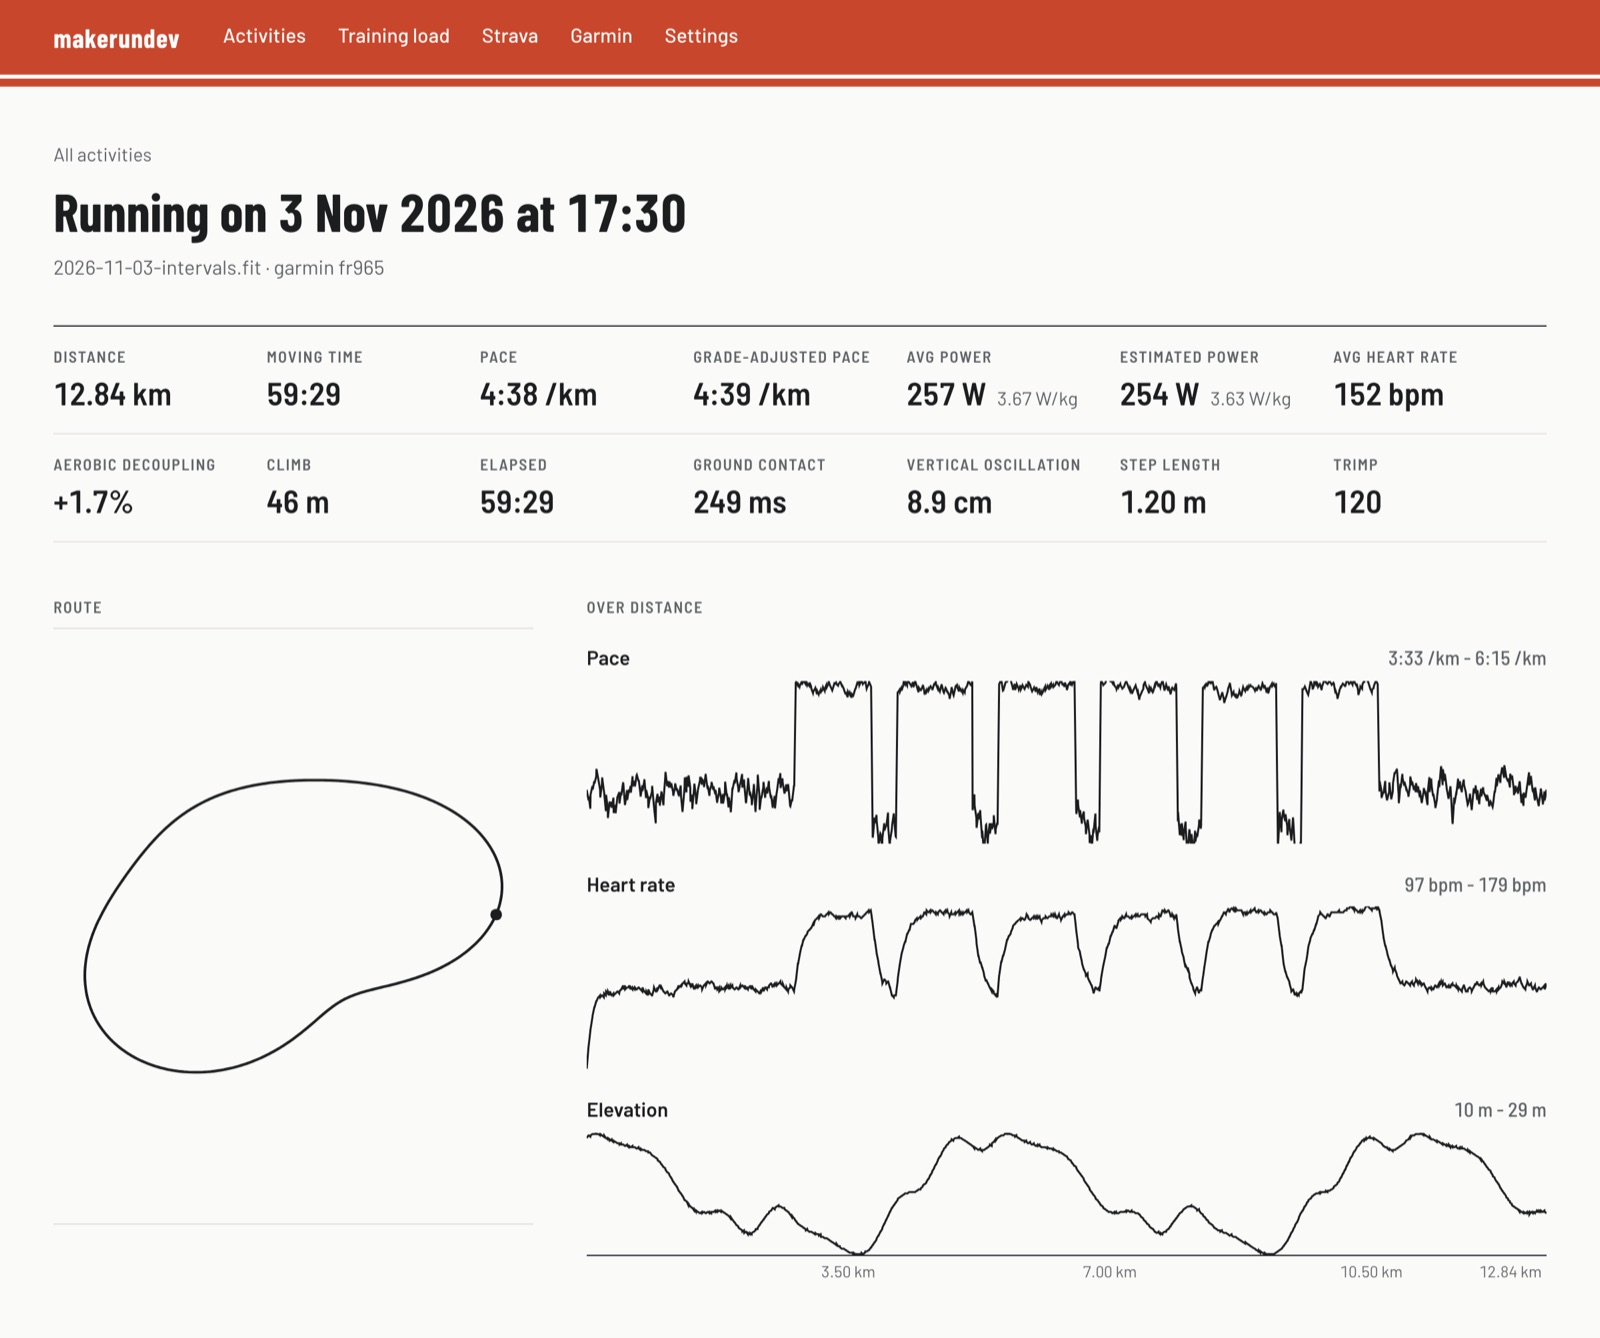 makerundev Activities Training load Strava Garmin Settings
All activities
Running on 3 Nov 2026 at 17:30
2026-11-03-intervals.fit · garmin fr965
DISTANCE MOVING TIME PACE GRADE-ADJUSTED PACE AVG POWER ESTIMATED POWER AVG HEART RATE
12.84 km 59:29 4:38 /km 4:39 /km 257 W 3.67 W/kg 254 W 3.63 W/kg 152 bpm
AEROBIC DECOUPLING CLIMB ELAPSED GROUND CONTACT VERTICAL OSCILLATION STEP LENGTH TRIMP
+1.7% 46 m 59:29 249 ms 8.9 cm 1.20 m 120
ROUTE
OVER DISTANCE
Pace 3:33 /km - 6:15 /km
Heart rate 97 bpm - 179 bpm
Elevation 10 m - 29 m
3.50 km 7.00 km 10.50 km 12.84 km